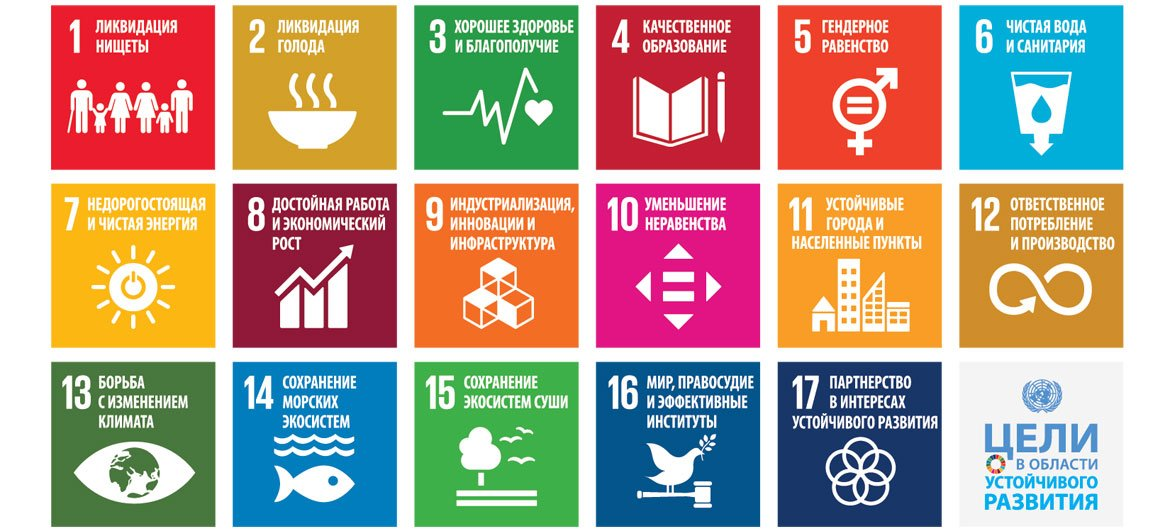 1 ЛИКВИДАЦИЯ
НИЩЕТЫ
2 ЛИКВИДАЦИЯ
ГОЛОДА
3 ХОРОШЕЕ ЗДОРОВЬЕ
И БЛАГОПОЛУЧИЕ
4 КАЧЕСТВЕННОЕ
ОБРАЗОВАНИЕ
5 ГЕНДЕРНОЕ
РАВЕНСТВО
6 ЧИСТАЯ ВОДА
И САНИТАРИЯ
7 НЕДОРОГОСТОЯЩАЯ
И ЧИСТАЯ ЭНЕРГИЯ
8 ДОСТОЙНАЯ РАБОТА
И ЭКОНОМИЧЕСКИЙ
РОСТ
9 ИНДУСТРИАЛИЗАЦИЯ,
ИННОВАЦИИ И
ИНФРАСТРУКТУРА
10 УМЕНЬШЕНИЕ
НЕРАВЕНСТВА
11 УСТОЙЧИВЫЕ
ГОРОДА И
НАСЕЛЕННЫЕ ПУНКТЫ
12 ОТВЕТСТВЕННОЕ
ПОТРЕБЛЕНИЕ
И ПРОИЗВОДСТВО
13 БОРЬБА
С ИЗМЕНЕНИЕМ
КЛИМАТА
14 СОХРАНЕНИЕ
МОРСКИХ
ЭКОСИСТЕМ
15 СОХРАНЕНИЕ
ЭКОСИСТЕМ СУШИ
16 МИР, ПРАВОСУДИЕ
И ЭФФЕКТИВНЫЕ
ИНСТИТУТЫ
17 ПАРТНЕРСТВО
В ИНТЕРЕСАХ
УСТОЙЧИВОГО РАЗВИТИЯ
ЦЕЛИ
В ОБЛАСТИ
УСТОЙЧИВОГО
РАЗВИТИЯ